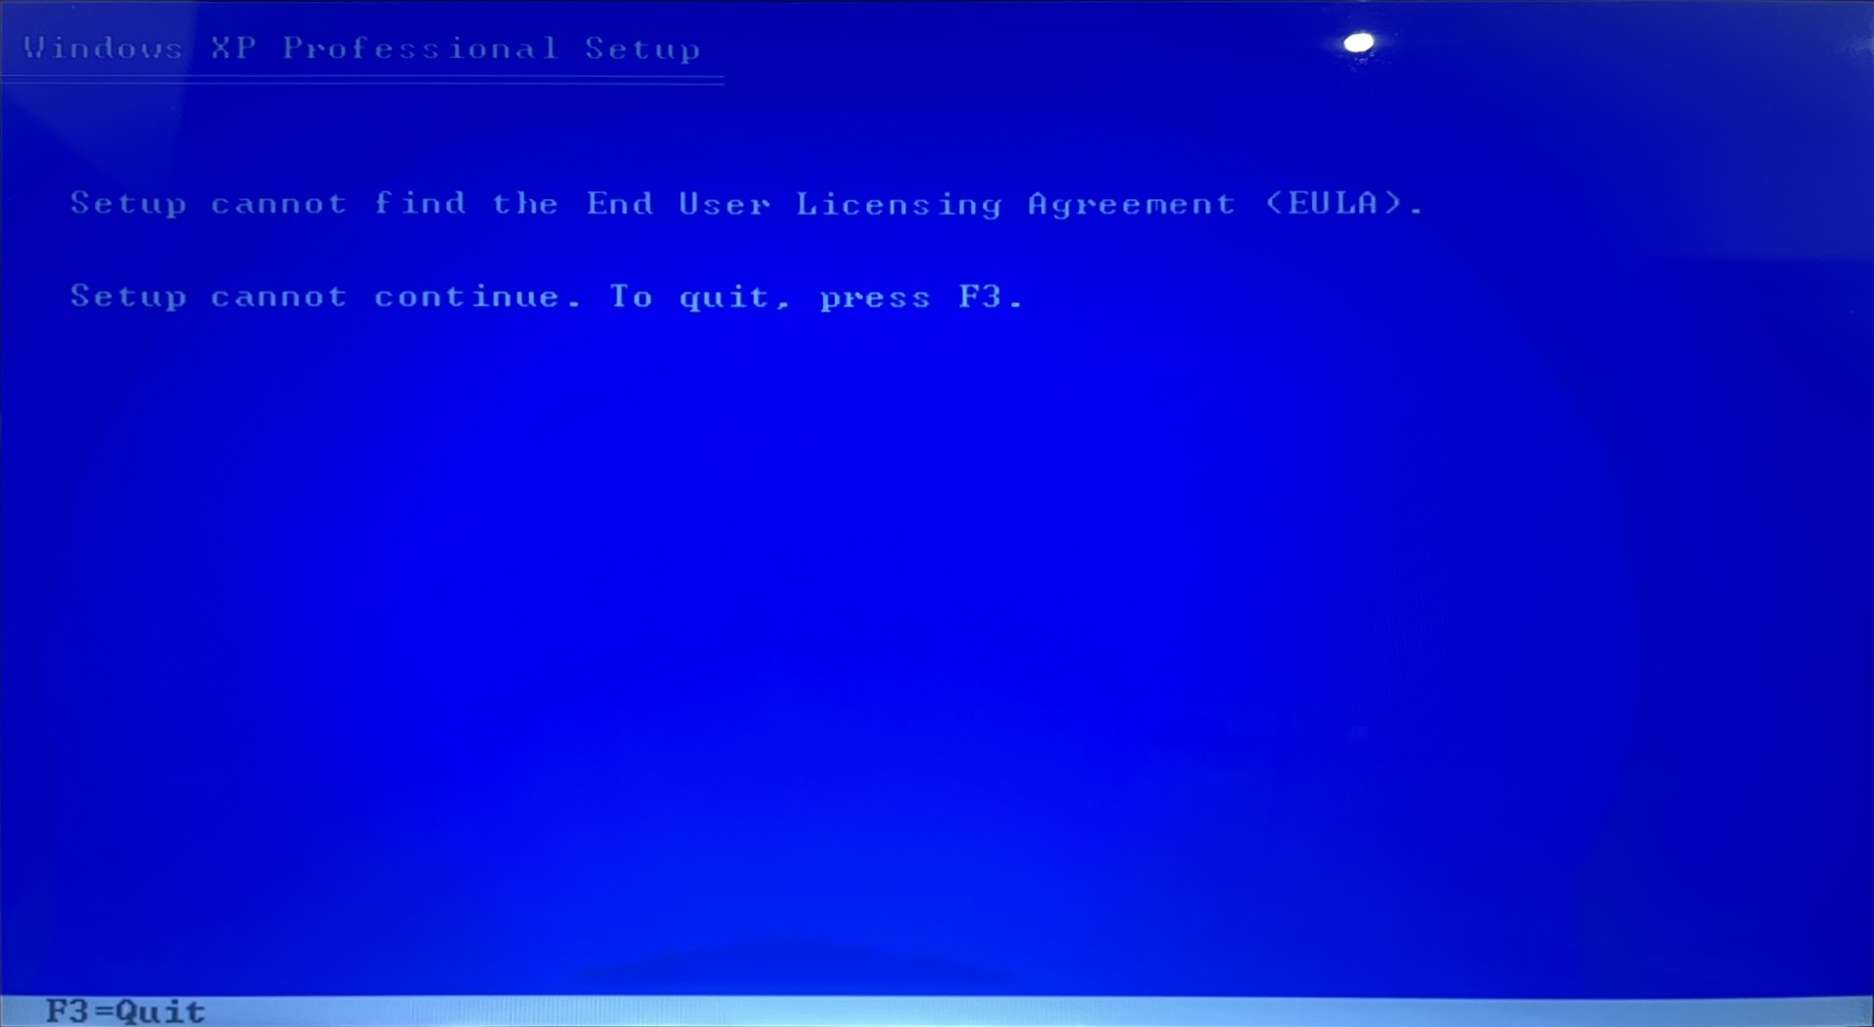 Windows XP Professional Setup
Setup cannot find the End User Licensing Agreement (EULA).
Setup cannot continue. To quit, press F3.
F3=Quit